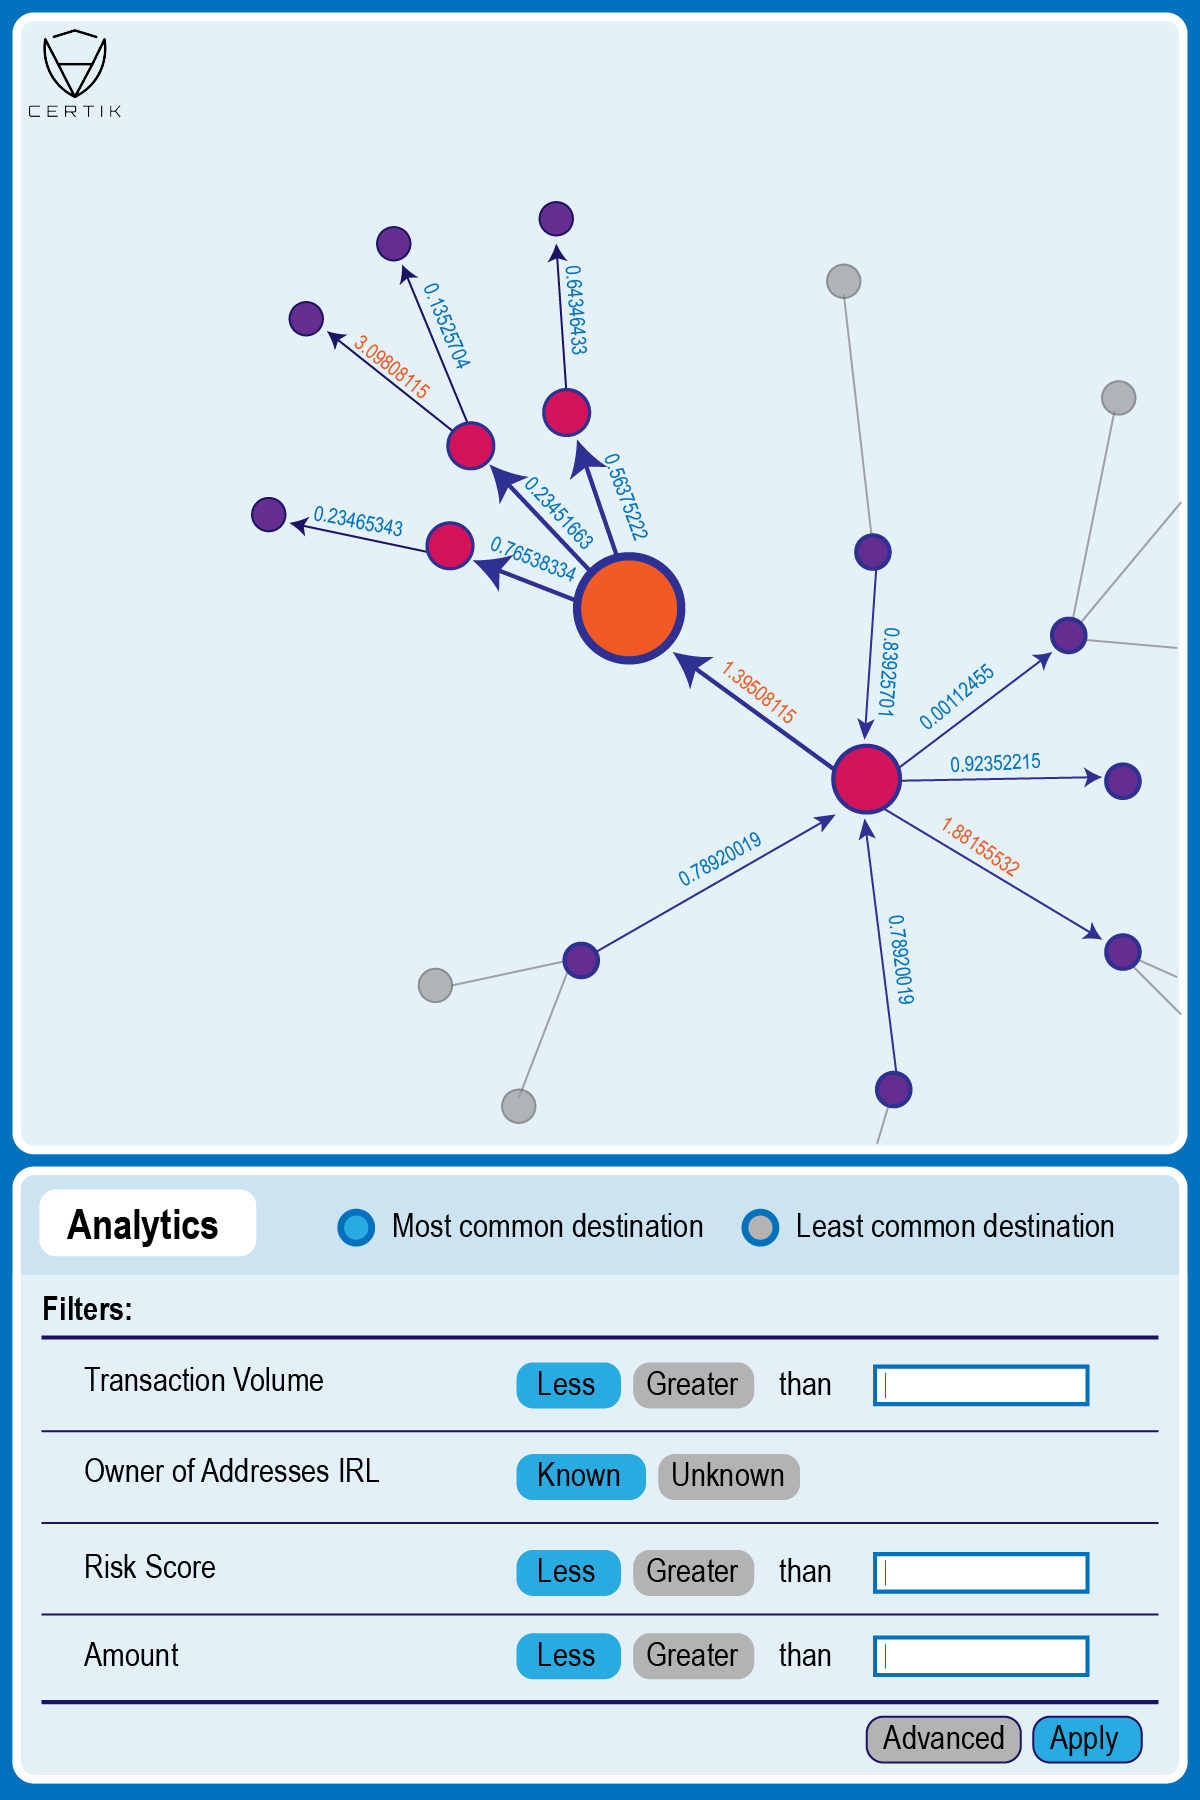 CERTIK
0.64346433
0.13525704
3.09808115
0.56375222
0.23451663
0.23465343
0.76538334
0.83925701
1.39508115
0.00112455
0.92352215
0.78920019
1.88155532
0.78920019
Analytics
Most common destination
Least common destination
Filters:
Transaction Volume Less Greater than
Owner of Addresses IRL Known Unknown
Risk Score Less Greater than
Amount Less Greater than
Advanced Apply